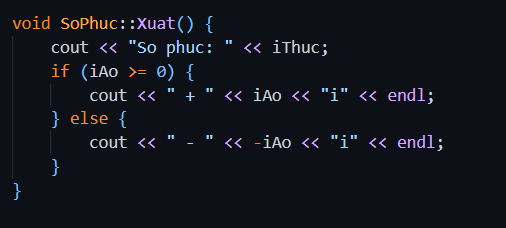 void SoPhuc::Xuat() {
    cout << "So phuc: " << iThuc;
    if (iAo >= 0) {
        cout << " + " << iAo << "i" << endl;
    } else {
        cout << " - " << -iAo << "i" << endl;
    }
}